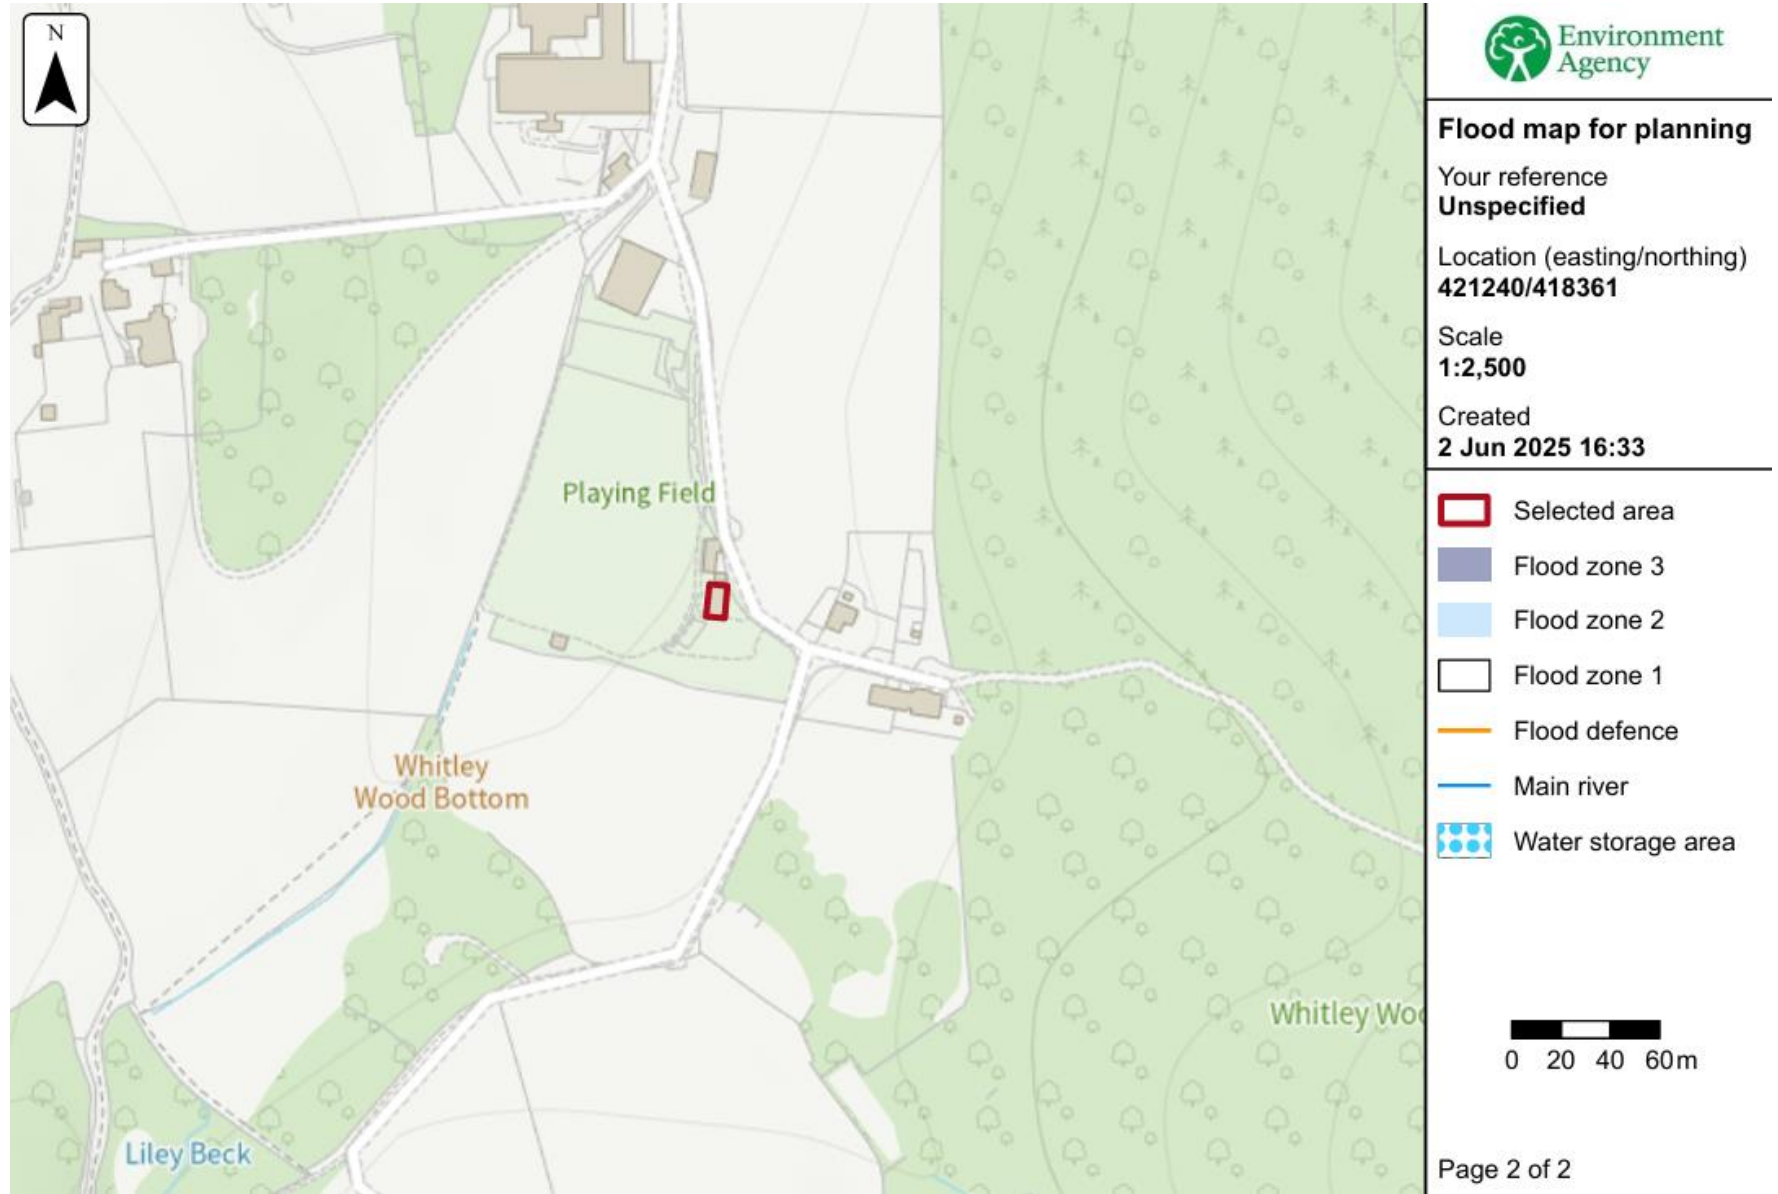 N
Playing Field
Whitley
Wood Bottom
Whitley Woo
Liley Beck
Environment
Agency
Flood map for planning
Your reference
Unspecified
Location (easting/northing)
421240/418361
Scale
1:2,500
Created
2 Jun 2025 16:33
Selected area
Flood zone 3
Flood zone 2
Flood zone 1
Flood defence
Main river
Water storage area
0 20 40 60m
Page 2 of 2